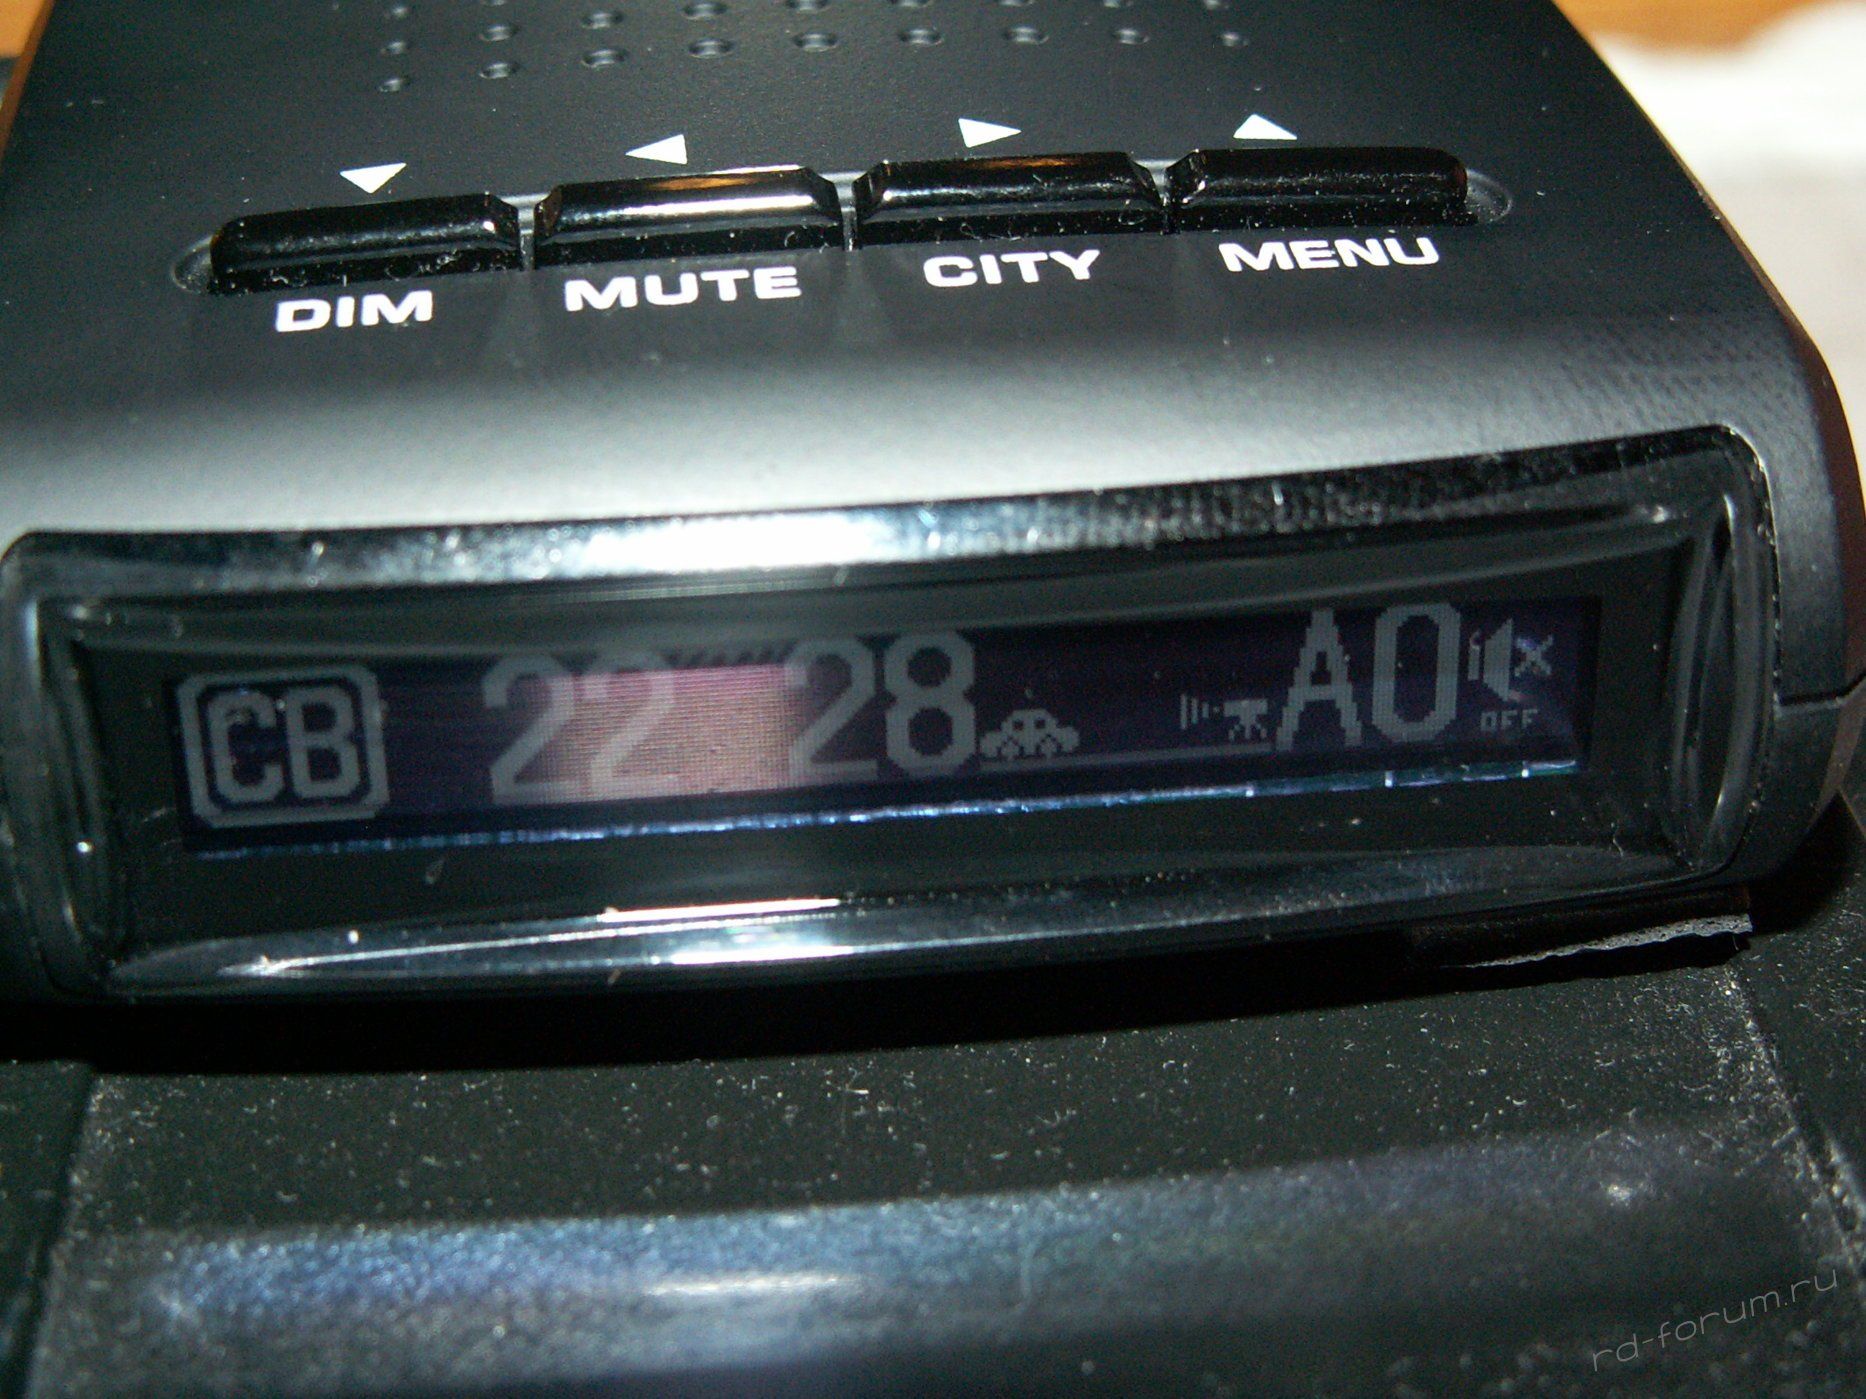 DIM MUTE CITY MENU
CB 22 28 A0
OFF
rd-forum.ru